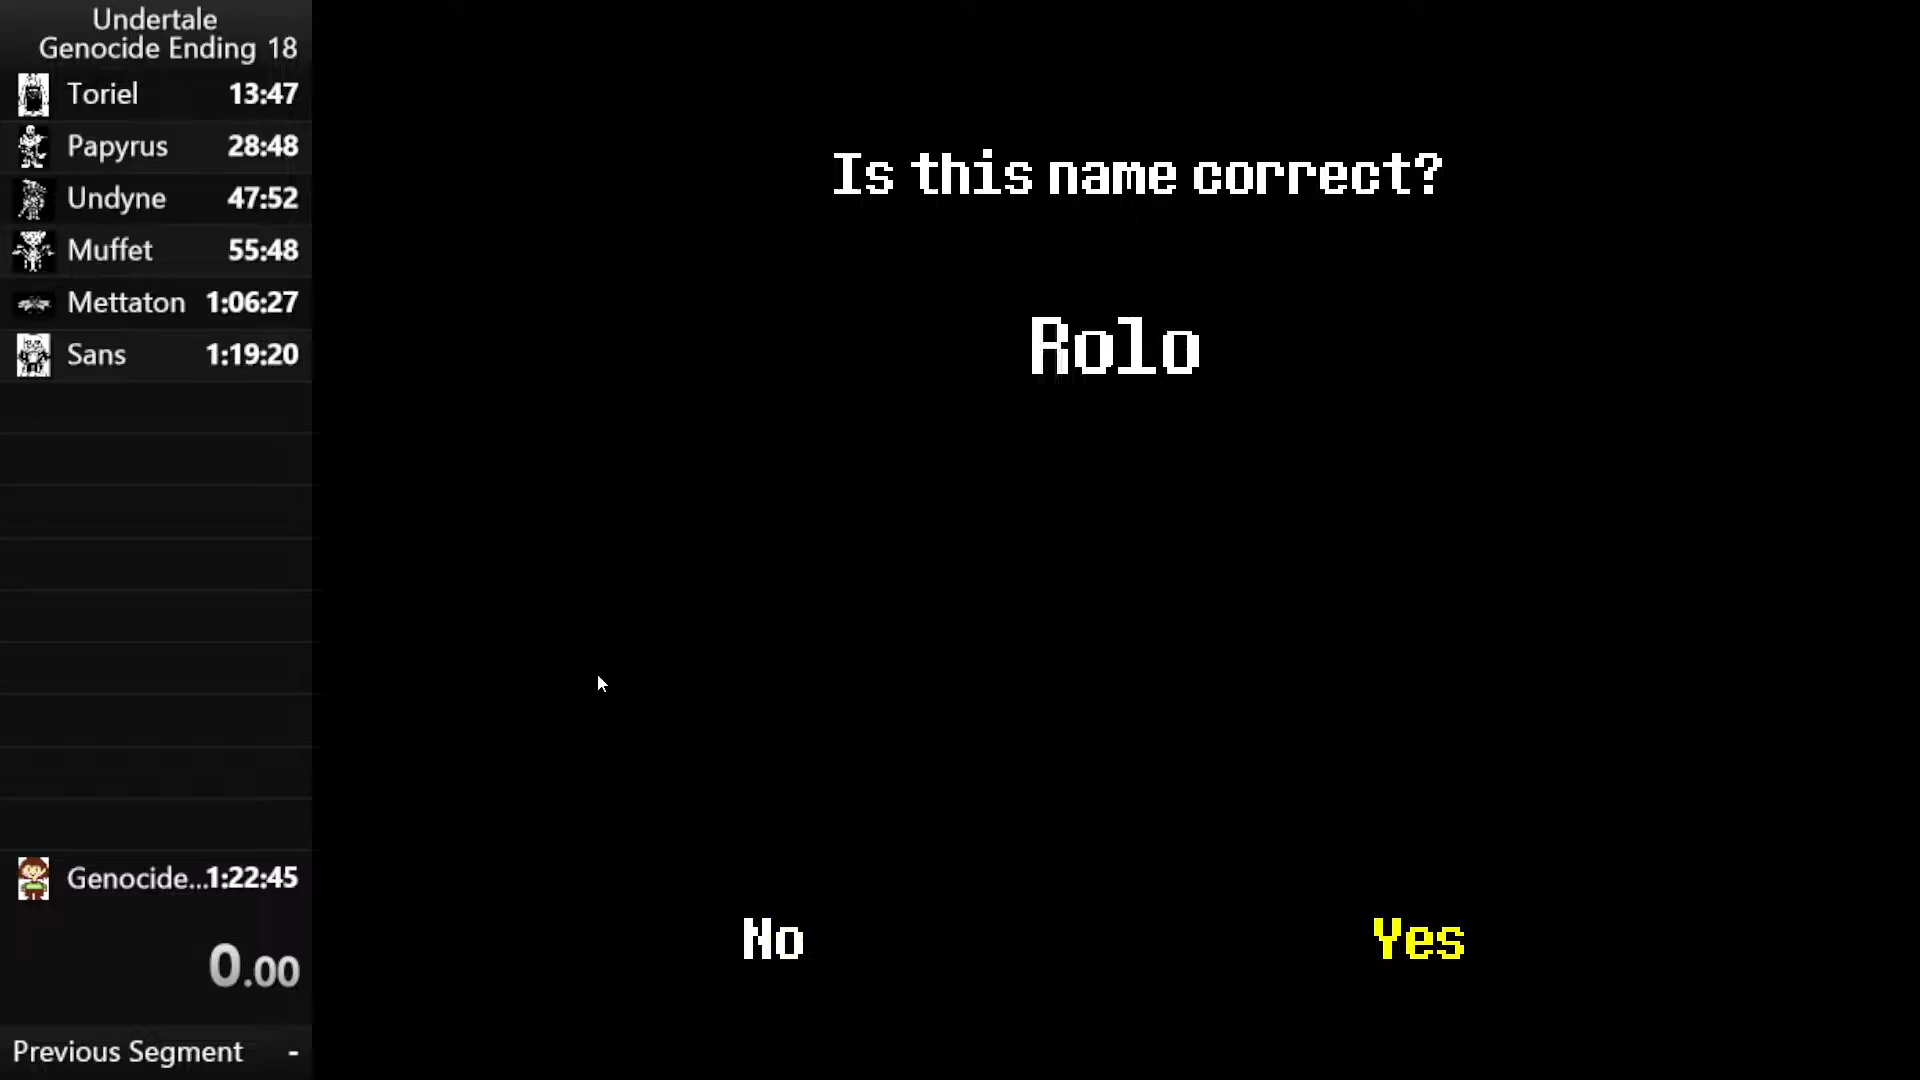 Undertale
Genocide Ending 18
Toriel 13:47
Papyrus 28:48
Undyne 47:52
Muffet 55:48
Mettaton 1:06:27
Sans 1:19:20
Genocide...1:22:45
0.00
Previous Segment -
Is this name correct?
Rolo
No Yes